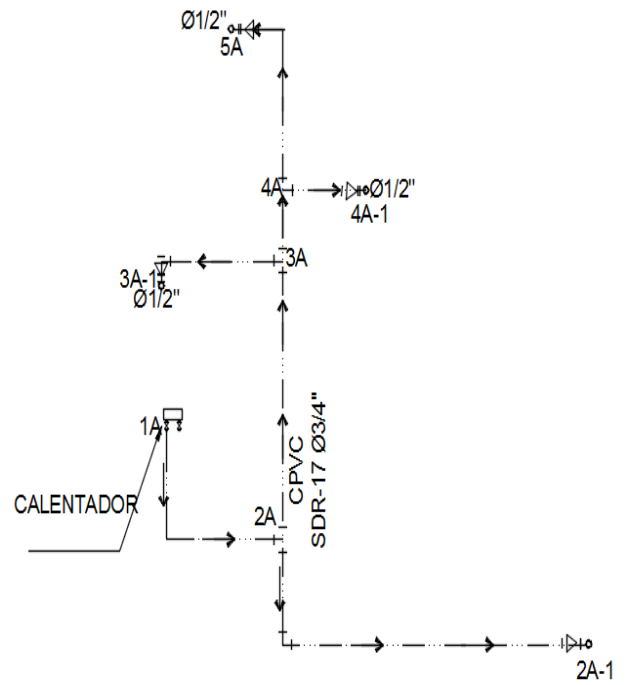 Ø1/2"
5A
4A
Ø1/2"
4A-1
3A
3A-1
Ø1/2"
1A
CALENTADOR
CPVC
SDR-17 Ø3/4"
2A
2A-1